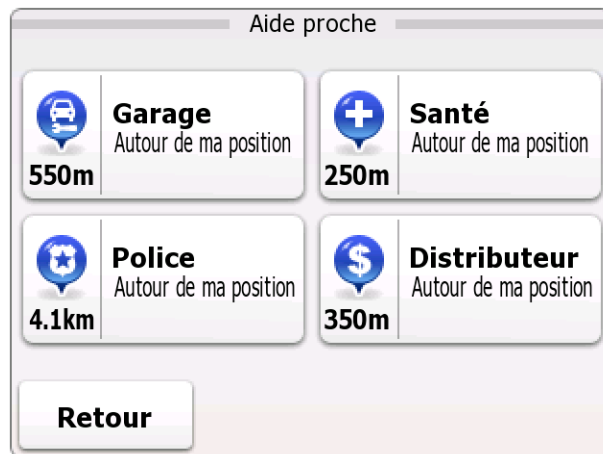 Aide proche
Garage
Autour de ma position
550m
Santé
Autour de ma position
250m
Police
Autour de ma position
4.1km
Distributeur
Autour de ma position
350m
Retour